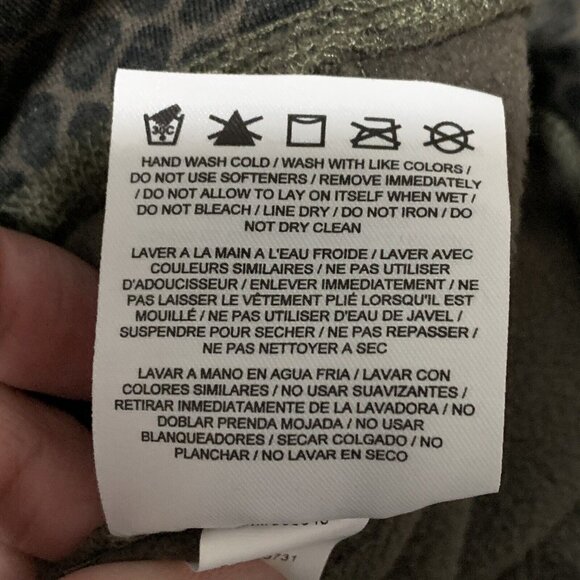 30C
HAND WASH COLD / WASH WITH LIKE COLORS /
DO NOT USE SOFTENERS / REMOVE IMMEDIATELY
/ DO NOT ALLOW TO LAY ON ITSELF WHEN WET /
DO NOT BLEACH / LINE DRY / DO NOT IRON / DO
NOT DRY CLEAN
LAVER A LA MAIN A L'EAU FROIDE / LAVER AVEC
COULEURS SIMILAIRES / NE PAS UTILISER
D'ADOUCISSEUR / ENLEVER IMMEDIATEMENT / NE
PAS LAISSER LE VÊTEMENT PLIÉ LORSQU'IL EST
MOUILLÉ / NE PAS UTILISER D'EAU DE JAVEL /
SUSPENDRE POUR SECHER / NE PAS REPASSER /
NE PAS NETTOYER A SEC
LAVAR A MANO EN AGUA FRIA / LAVAR CON
COLORES SIMILARES / NO USAR SUAVIZANTES /
RETIRAR INMEDIATAMENTE DE LA LAVADORA / NO
DOBLAR PRENDA MOJADA / NO USAR
BLANQUEADORES / SECAR COLGADO / NO
PLANCHAR / NO LAVAR EN SECO